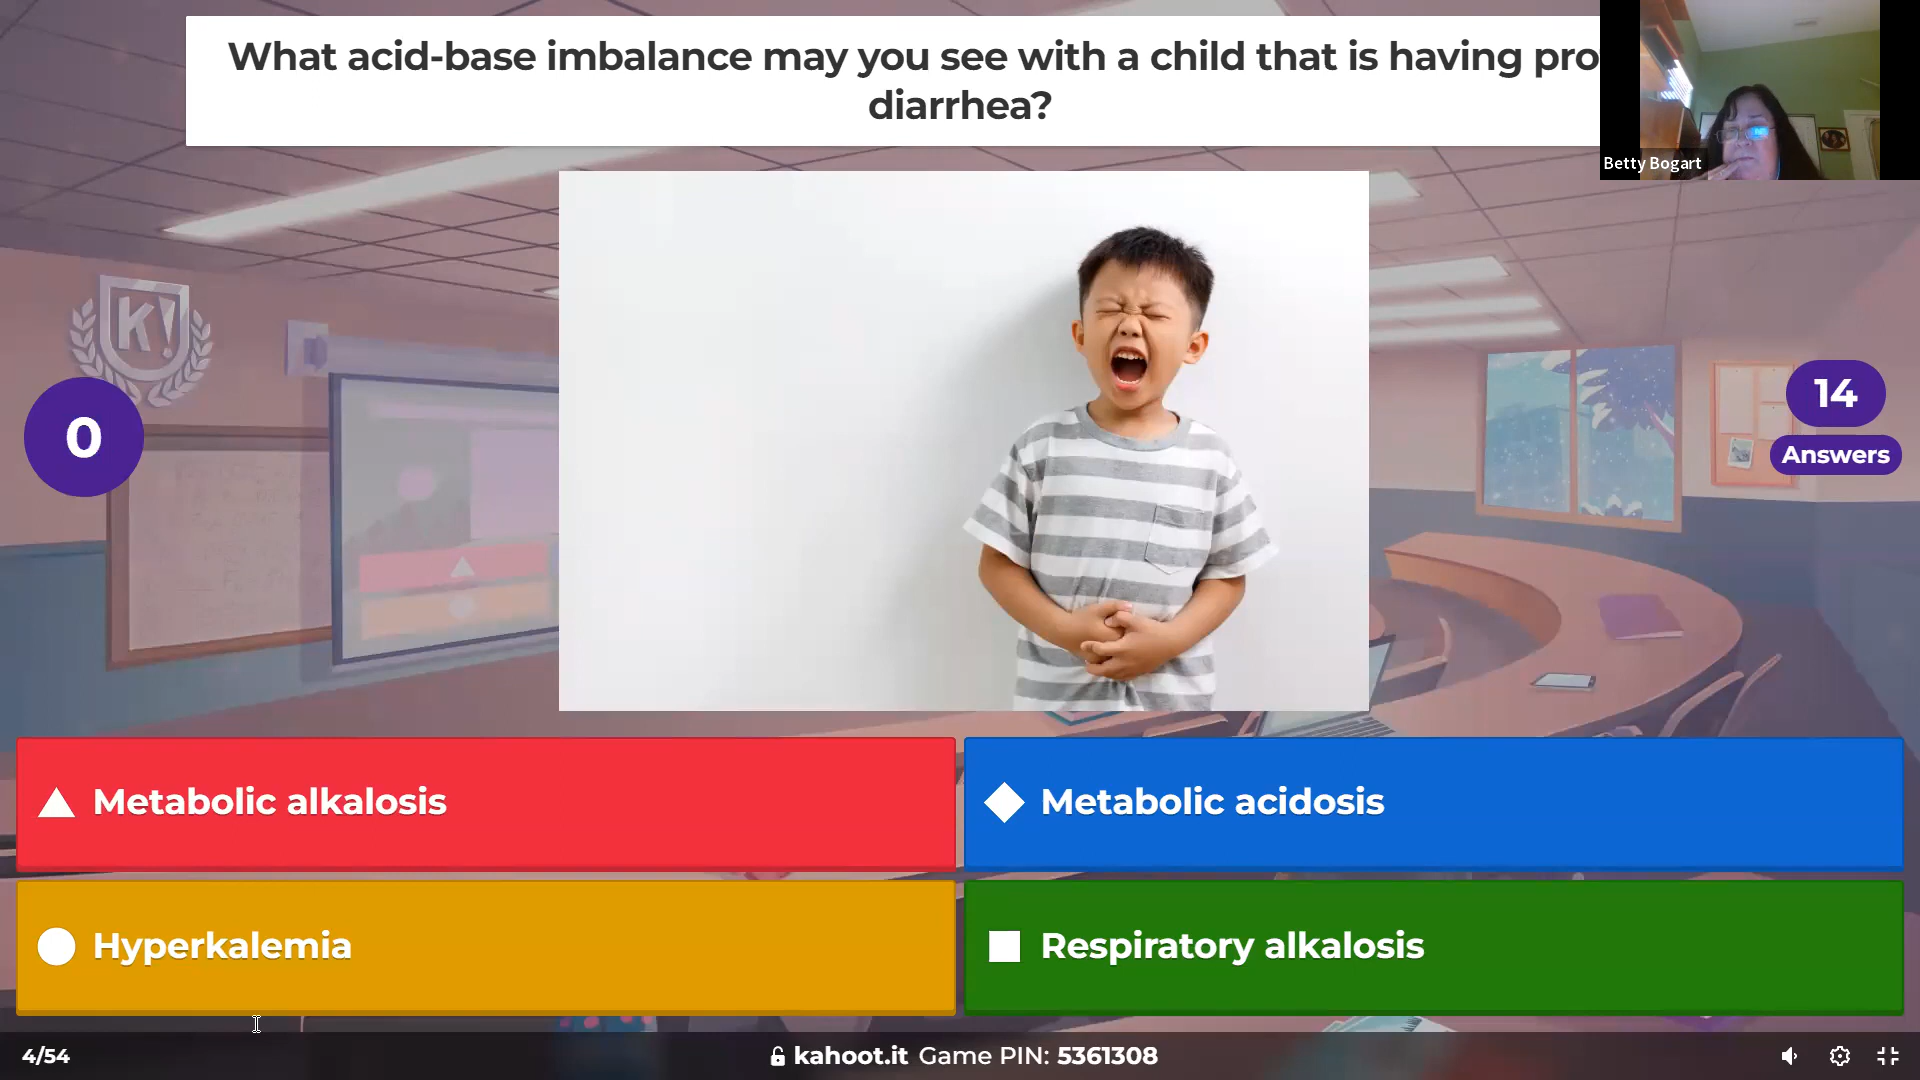 What acid-base imbalance may you see with a child that is having pro
diarrhea?
Betty Bogart
K!
0
14
Answers
Metabolic alkalosis
Metabolic acidosis
Hyperkalemia
Respiratory alkalosis
4/54
kahoot.it Game PIN: 5361308